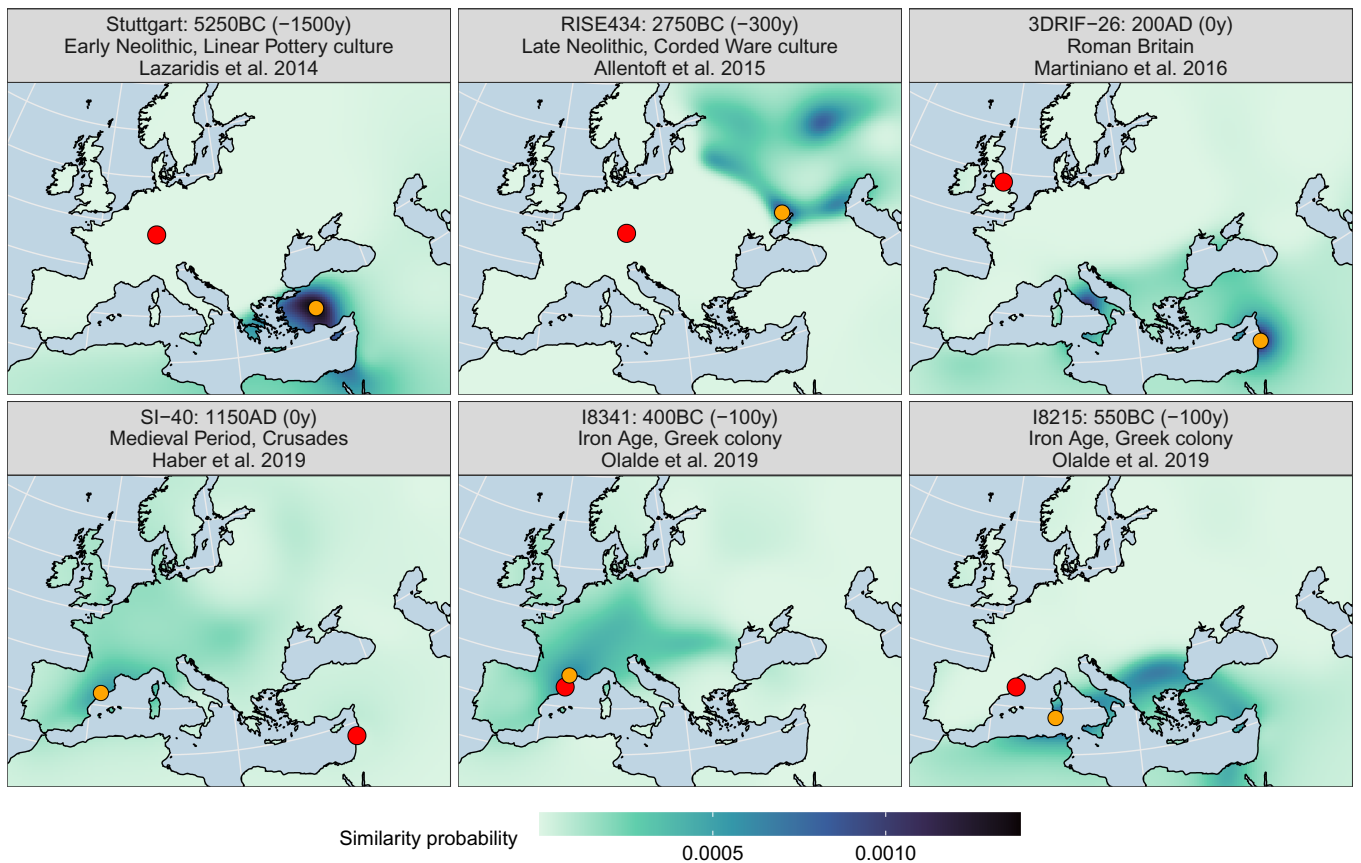 Stuttgart: 5250BC (−1500y)
Early Neolithic, Linear Pottery culture
Lazaridis et al. 2014
RISE434: 2750BC (−300y)
Late Neolithic, Corded Ware culture
Allentoft et al. 2015
3DRIF−26: 200AD (0y)
Roman Britain
Martiniano et al. 2016
SI−40: 1150AD (0y)
Medieval Period, Crusades
Haber et al. 2019
I8341: 400BC (−100y)
Iron Age, Greek colony
Olalde et al. 2019
I8215: 550BC (−100y)
Iron Age, Greek colony
Olalde et al. 2019
Similarity probability
0.0005
0.0010